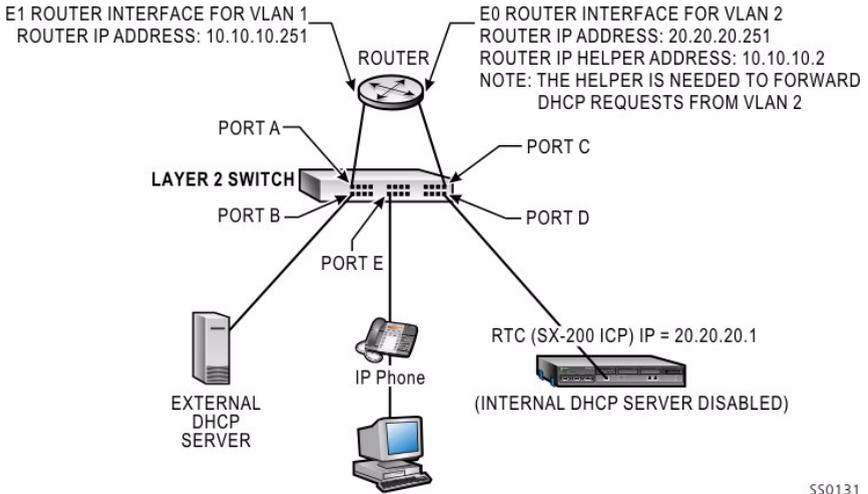 E1 ROUTER INTERFACE FOR VLAN 1
ROUTER IP ADDRESS: 10.10.10.251
E0 ROUTER INTERFACE FOR VLAN 2
ROUTER IP ADDRESS: 20.20.20.251
ROUTER IP HELPER ADDRESS: 10.10.10.2
NOTE: THE HELPER IS NEEDED TO FORWARD
DHCP REQUESTS FROM VLAN 2
ROUTER
PORT A
PORT C
LAYER 2 SWITCH
PORT B
PORT D
PORT E
RTC (SX-200 ICP) IP = 20.20.20.1
IP Phone
EXTERNAL
DHCP
SERVER
(INTERNAL DHCP SERVER DISABLED)
SS0131